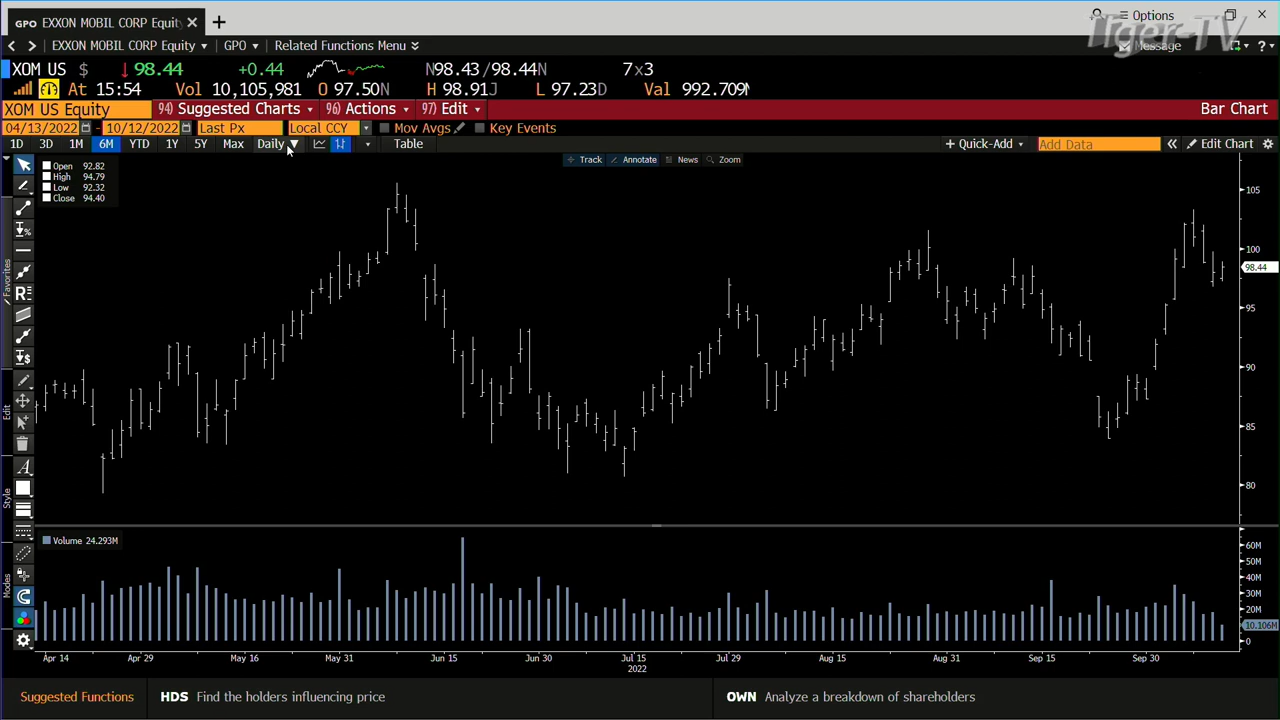 GPO EXXON MOBIL CORP Equity × +
Options
Tiger-TV
< > EXXON MOBIL CORP Equity GPO Related Functions Menu
Message ?
XOM US $ ↓98.44 +0.44 N98.43/98.44N 7x3
At 15:54 Vol 10,105,981 O 97.50N H 98.91J L 97.23D Val 992.709M
XOM US Equity 94) Suggested Charts 96) Actions 97) Edit Bar Chart
04/13/2022 - 10/12/2022 Last Px Local CCY Mov Avgs Key Events
1D 3D 1M 6M YTD 1Y 5Y Max Daily Table + Quick-Add Add Data « Edit Chart
+ Track Annotate News Zoom
Open 92.82
High 94.79
Low 92.32
Close 94.40
105
100
98.44
95
90
85
80
Favorites
Edit
Style
Modes
Volume 24.293M
60M
50M
40M
30M
20M
10.106M
0
Apr 14 Apr 29 May 16 May 31 Jun 15 Jun 30 Jul 15 Jul 29 Aug 15 Aug 31 Sep 15 Sep 30
2022
Suggested Functions HDS Find the holders influencing price OWN Analyze a breakdown of shareholders